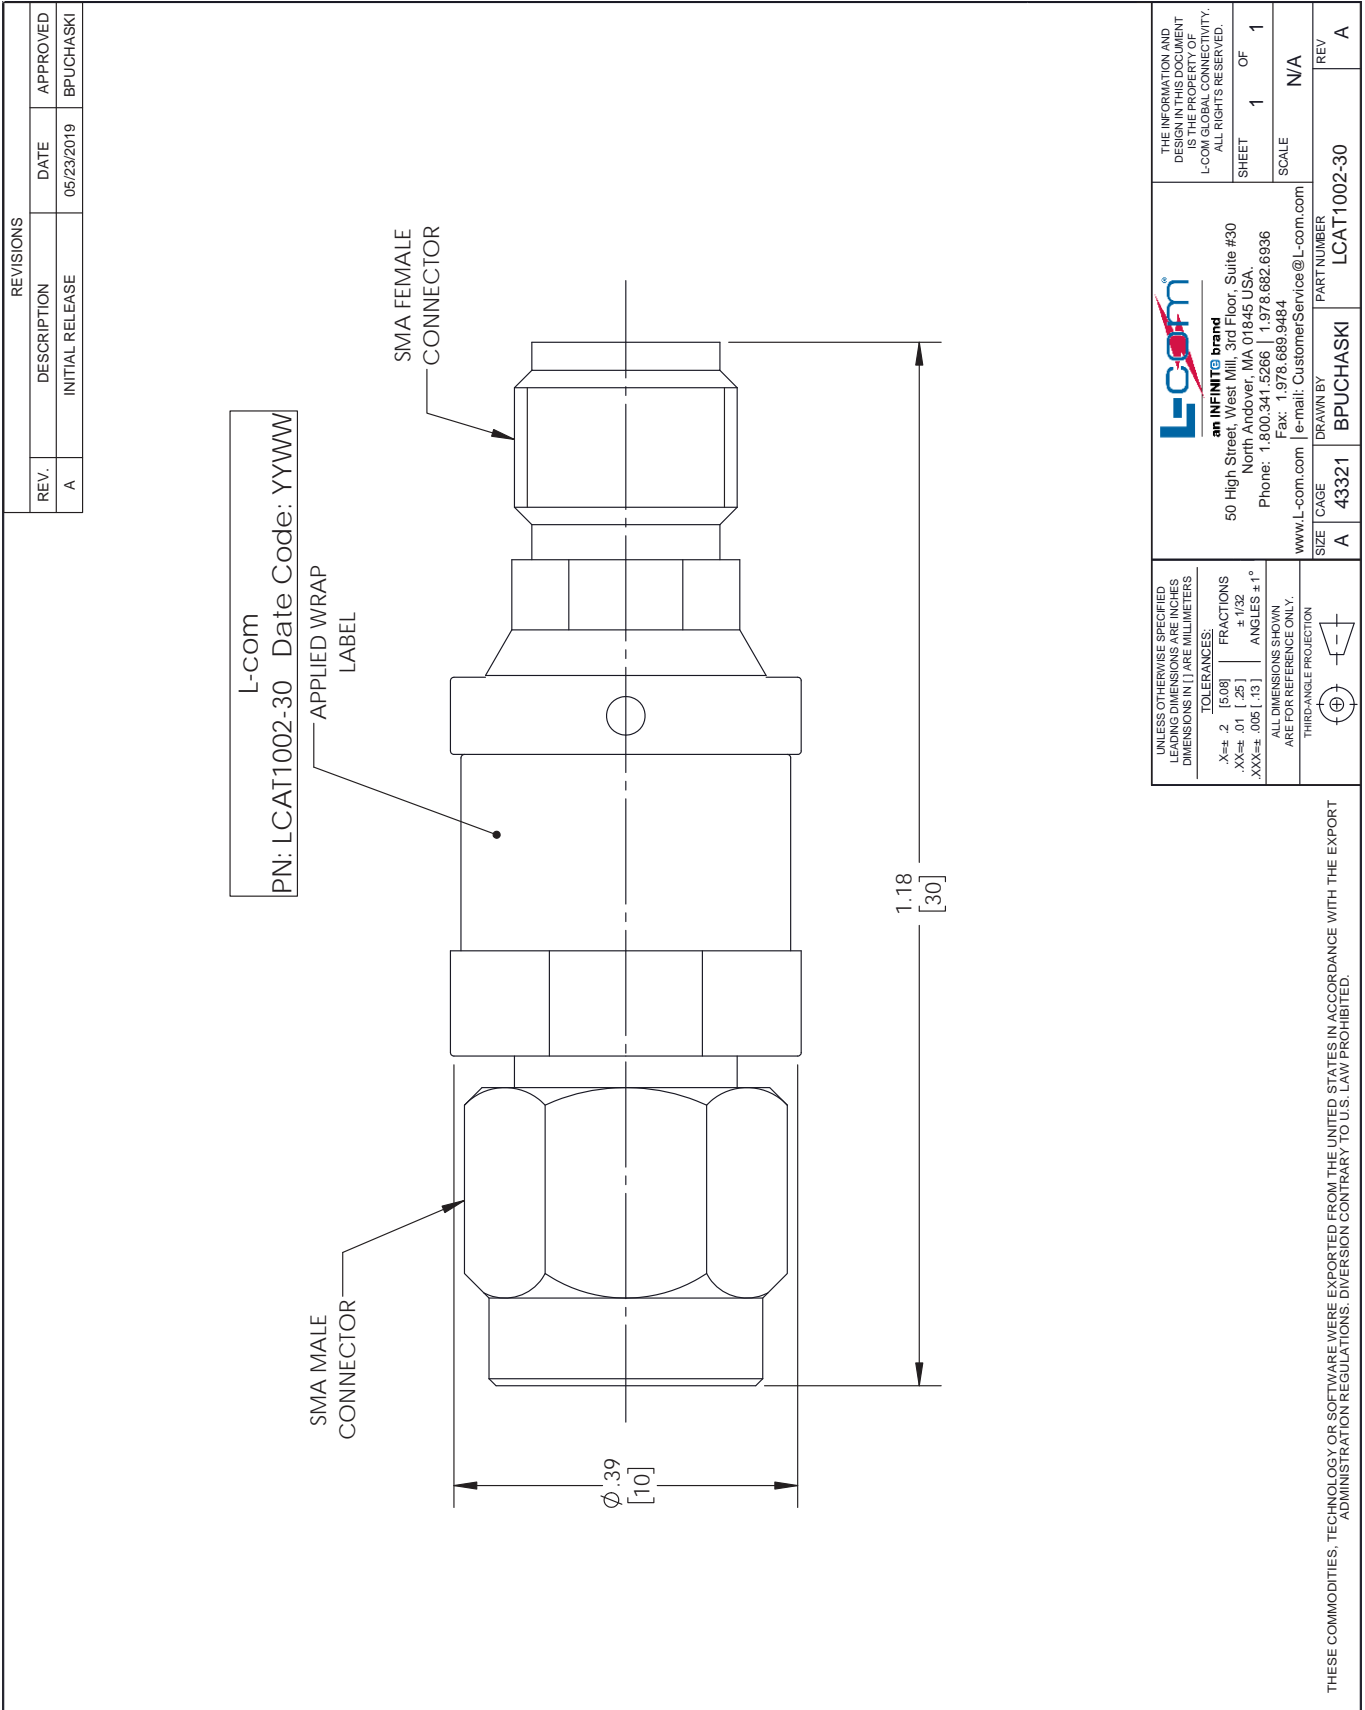 REVISIONS
REV. DESCRIPTION DATE APPROVED
A INITIAL RELEASE 05/23/2019 BPUCHASKI
L-com
PN: LCAT1002-30 Date Code: YYWW
APPLIED WRAP
LABEL
SMA MALE
CONNECTOR
SMA FEMALE
CONNECTOR
Ø.39
[10]
1.18
[30]
UNLESS OTHERWISE SPECIFIED
LEADING DIMENSIONS ARE INCHES
DIMENSIONS IN [ ] ARE MILLIMETERS
TOLERANCES:
.X=± .2 [5.08] FRACTIONS
.XX=± .01 [.25] ± 1/32
.XXX=± .005 [.13] ANGLES ± 1°
ALL DIMENSIONS SHOWN
ARE FOR REFERENCE ONLY.
THIRD-ANGLE PROJECTION
L-com®
an INFINIT@ brand
50 High Street, West Mill, 3rd Floor, Suite #30
North Andover, MA 01845 USA.
Phone: 1.800.341.5266 | 1.978.682.6936
Fax: 1.978.689.9484
www.L-com.com | e-mail: CustomerService@L-com.com
THE INFORMATION AND
DESIGN IN THIS DOCUMENT
IS THE PROPERTY OF
L-COM GLOBAL CONNECTIVITY.
ALL RIGHTS RESERVED.
SHEET 1 OF 1
SCALE N/A
SIZE CAGE DRAWN BY PART NUMBER REV
A 43321 BPUCHASKI LCAT1002-30 A
THESE COMMODITIES, TECHNOLOGY OR SOFTWARE WERE EXPORTED FROM THE UNITED STATES IN ACCORDANCE WITH THE EXPORT
ADMINISTRATION REGULATIONS. DIVERSION CONTRARY TO U.S. LAW PROHIBITED.